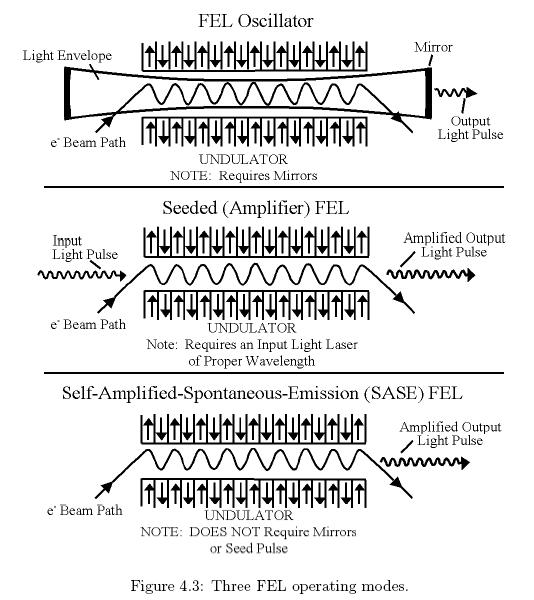 FEL Oscillator
Light Envelope
Mirror
Output
Light Pulse
e⁻ Beam Path
UNDULATOR
NOTE: Requires Mirrors
Seeded (Amplifier) FEL
Input
Light Pulse
Amplified Output
Light Pulse
e⁻ Beam Path
UNDULATOR
Note: Requires an Input Light Laser
of Proper Wavelength
Self-Amplified-Spontaneous-Emission (SASE) FEL
Amplified Output
Light Pulse
e⁻ Beam Path
UNDULATOR
NOTE: DOES NOT Require Mirrors
or Seed Pulse
Figure 4.3: Three FEL operating modes.